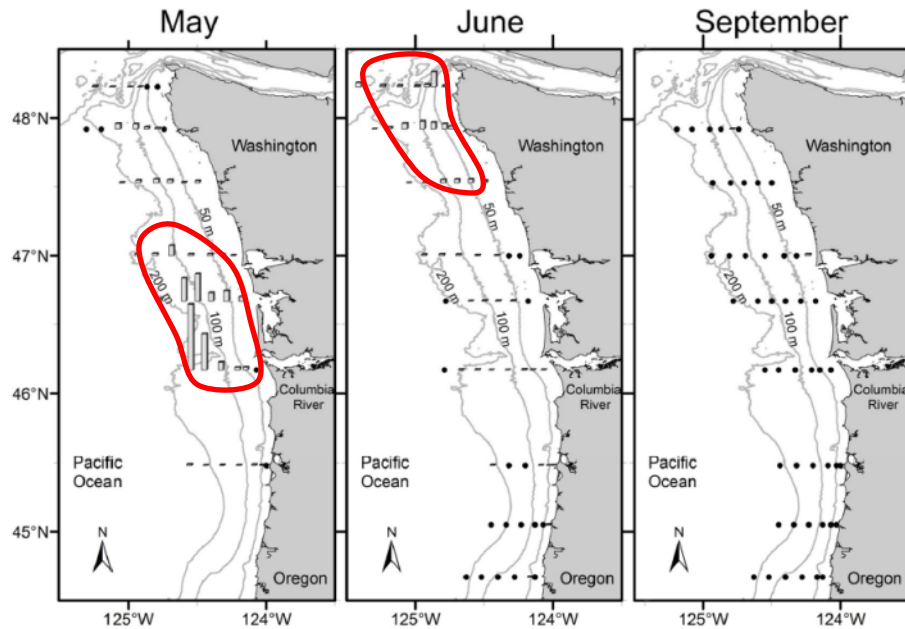 May
June
September
48°N
47°N
46°N
45°N
Washington
50 m
200 m
100 m
Columbia
River
Pacific
Ocean
N
Oregon
Washington
50 m
200 m
100 m
Columbia
River
Pacific
Ocean
N
Oregon
Washington
50 m
200 m
100 m
Columbia
River
Pacific
Ocean
N
Oregon
125°W
124°W
125°W
124°W
125°W
124°W